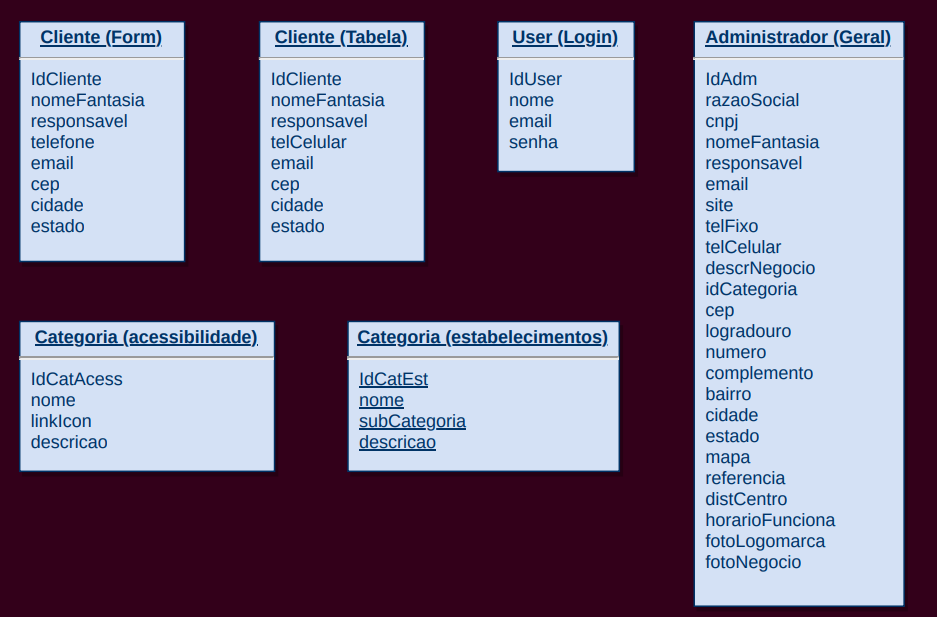 Cliente (Form)
IdCliente
nomeFantasia
responsavel
telefone
email
cep
cidade
estado
Cliente (Tabela)
IdCliente
nomeFantasia
responsavel
telCelular
email
cep
cidade
estado
User (Login)
IdUser
nome
email
senha
Administrador (Geral)
IdAdm
razaoSocial
cnpj
nomeFantasia
responsavel
email
site
telFixo
telCelular
descrNegocio
idCategoria
cep
logradouro
numero
complemento
bairro
cidade
estado
mapa
referencia
distCentro
horarioFunciona
fotoLogomarca
fotoNegocio
Categoria (acessibilidade)
IdCatAcess
nome
linkIcon
descricao
Categoria (estabelecimentos)
IdCatEst
nome
subCategoria
descricao